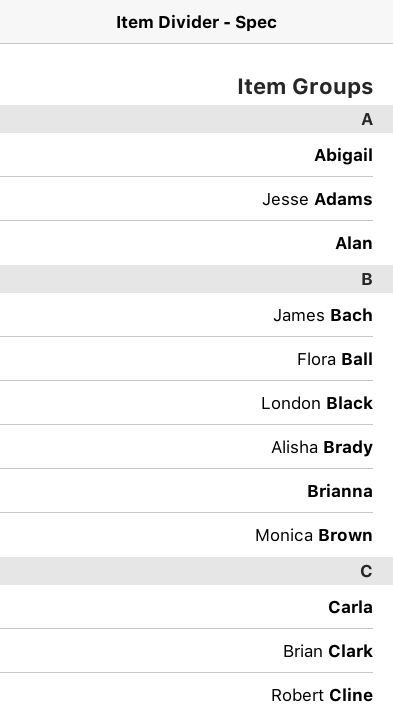 Item Divider - Spec
Item Groups
A
Abigail
Jesse Adams
Alan
B
James Bach
Flora Ball
London Black
Alisha Brady
Brianna
Monica Brown
C
Carla
Brian Clark
Robert Cline